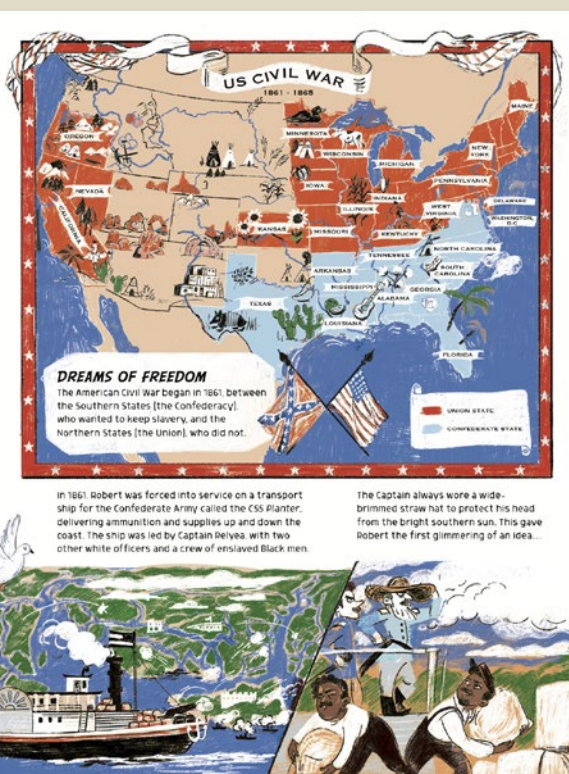 US CIVIL WAR
1861 - 1865
MAINE
OREGON
MINNESOTA
WISCONSIN
NEW
YORK
MICHIGAN
NEVADA
IOWA
PENNSYLVANIA
INDIANA
DELAWARE
CALIFORNIA
ILLINOIS
WEST
VIRGINIA
WASHINGTON,
D.C
KANSAS
MISSOURI
KENTUCKY
NORTH CAROLINA
TENNESSEE
ARKANSAS
SOUTH
CAROLINA
MISSISSIPPI
GEORGIA
TEXAS
ALABAMA
LOUISIANA
FLORIDA
DREAMS OF FREEDOM
The American Civil War began in 1861, between
the Southern States (the Confederacy),
who wanted to keep slavery, and the
Northern States (the Union), who did not.
UNION STATE
CONFEDERATE STATE
In 1861, Robert was forced into service on a transport
ship for the Confederate Army called the CSS Planter,
delivering ammunition and supplies up and down the
coast. The ship was led by Captain Relyea, with two
other white officers and a crew of enslaved Black men.
The Captain always wore a wide-
brimmed straw hat to protect his head
from the bright southern sun. This gave
Robert the first glimmering of an idea...